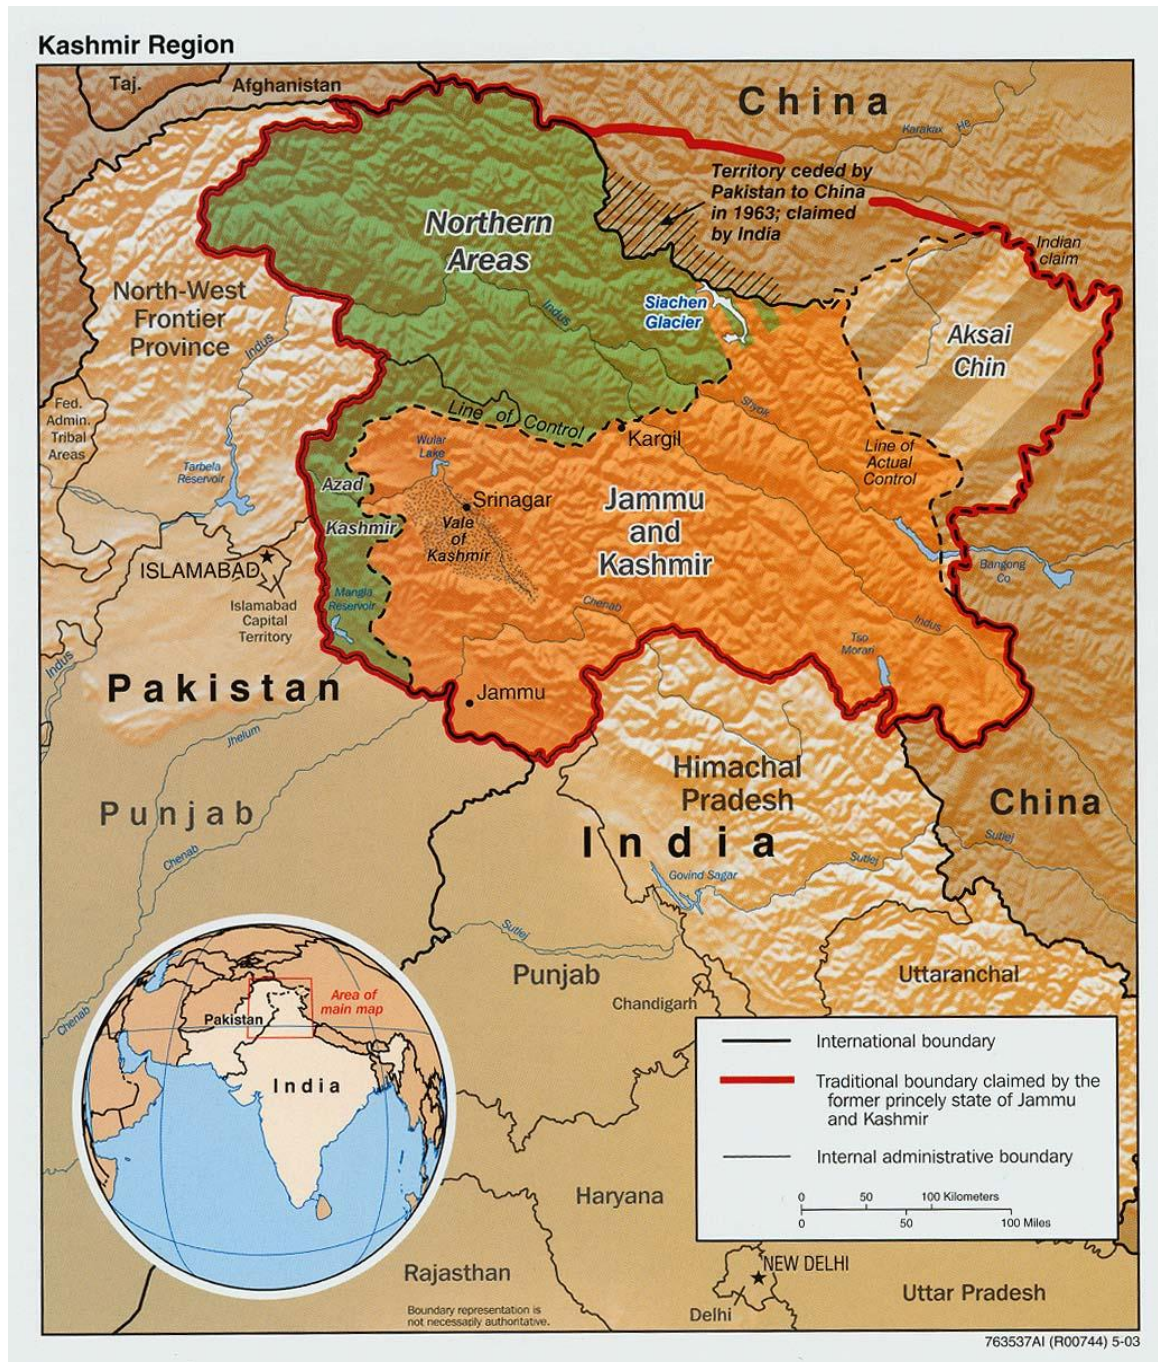 Kashmir Region
Taj.
Afghanistan
China
Karakax He
Territory ceded by
Pakistan to China
in 1963; claimed
by India
Indian
claim
Northern
Areas
North-West
Frontier
Province
Indus
Indus
Siachen
Glacier
Aksai
Chin
Fed.
Admin.
Tribal
Areas
Line of Control
Shyok
Kargil
Wular
Lake
Line of
Actual
Control
Tarbela
Reservoir
Azad
Kashmir
Srinagar
Vale
of
Kashmir
Jammu
and
Kashmir
ISLAMABAD
Islamabad
Capital
Territory
Mangla
Reservoir
Bangong
Co
Chenab
Indus
Tso
Morari
Indus
Pakistan
Jammu
Jhelum
Himachal
Pradesh
China
Punjab
India
Sutlej
Chenab
Sutlej
Govind Sagar
Sutlej
Punjab
Uttaranchal
Chandigarh
Chenab
Area of
main map
Pakistan
India
International boundary
Traditional boundary claimed by the
former princely state of Jammu
and Kashmir
Internal administrative boundary
0 50 100 Kilometers
0 50 100 Miles
Haryana
Rajasthan
NEW DELHI
Delhi
Uttar Pradesh
Boundary representation is
not necessarily authoritative.
763537AI (R00744) 5-03